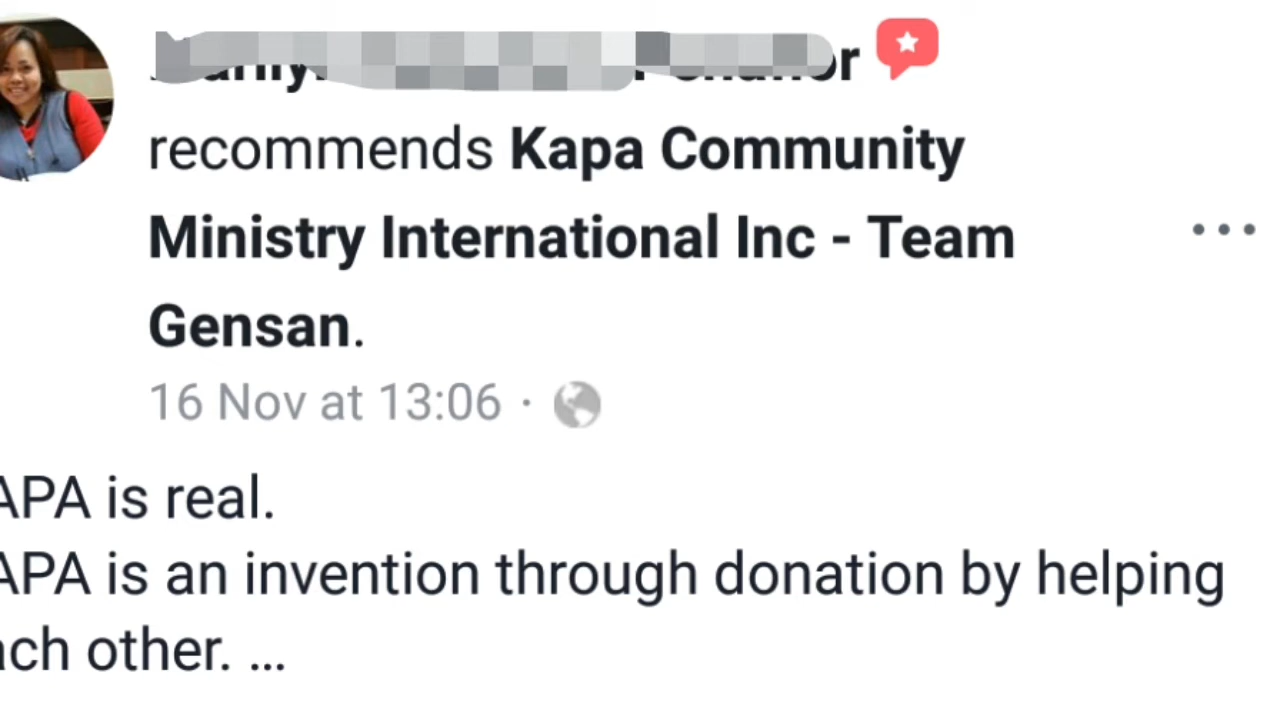 recommends Kapa Community
Ministry International Inc - Team
Gensan.
16 Nov at 13:06 ·
APA is real.
APA is an invention through donation by helping
ach other. ...